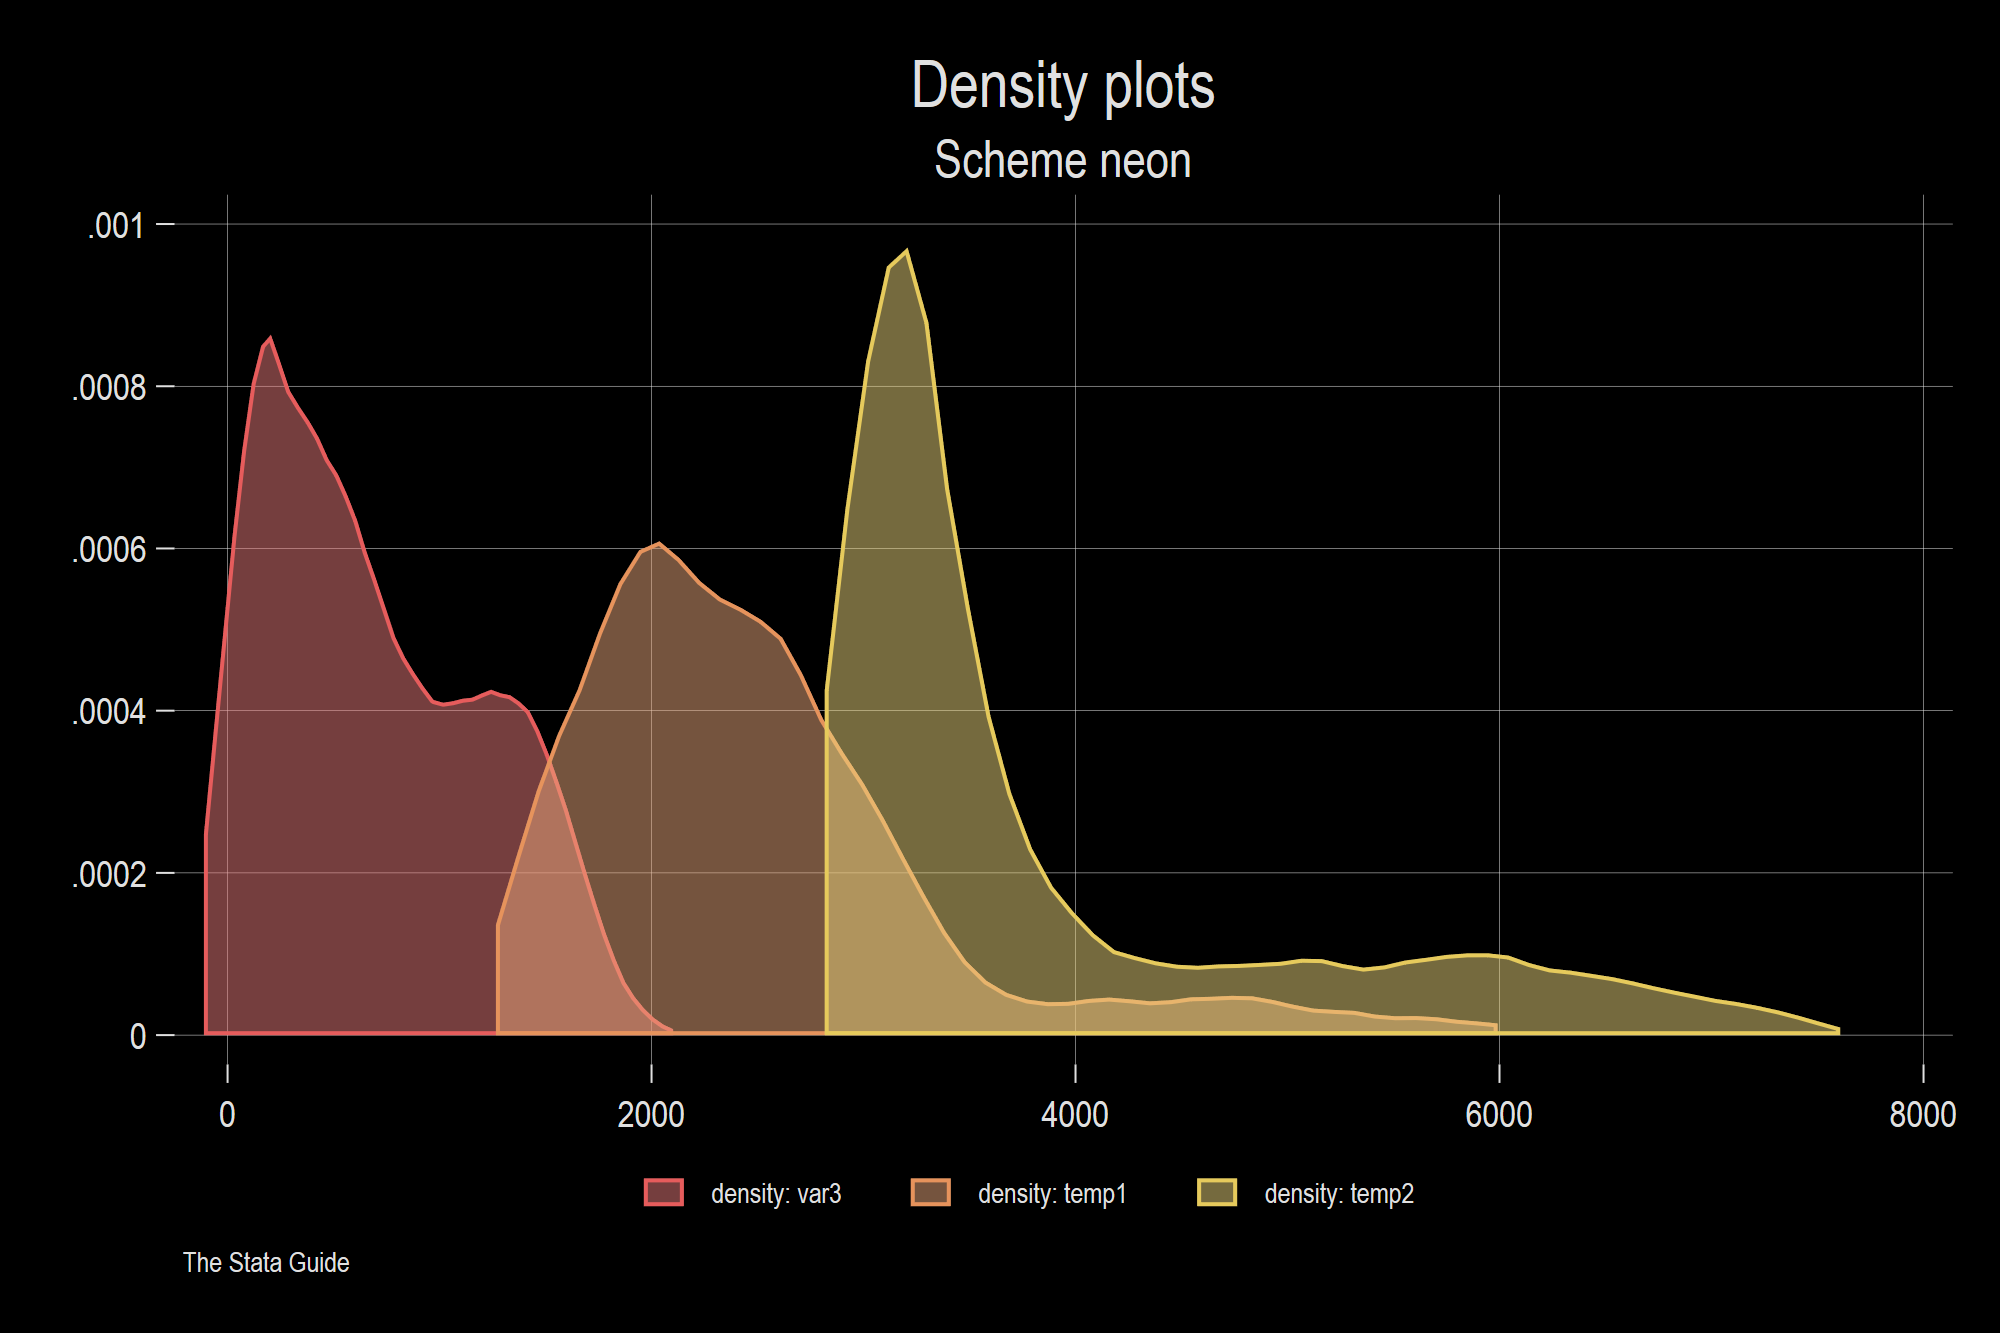 Density plots
Scheme neon
.001
.0008
.0006
.0004
.0002
0
0 2000 4000 6000 8000
density: var3 density: temp1 density: temp2
The Stata Guide